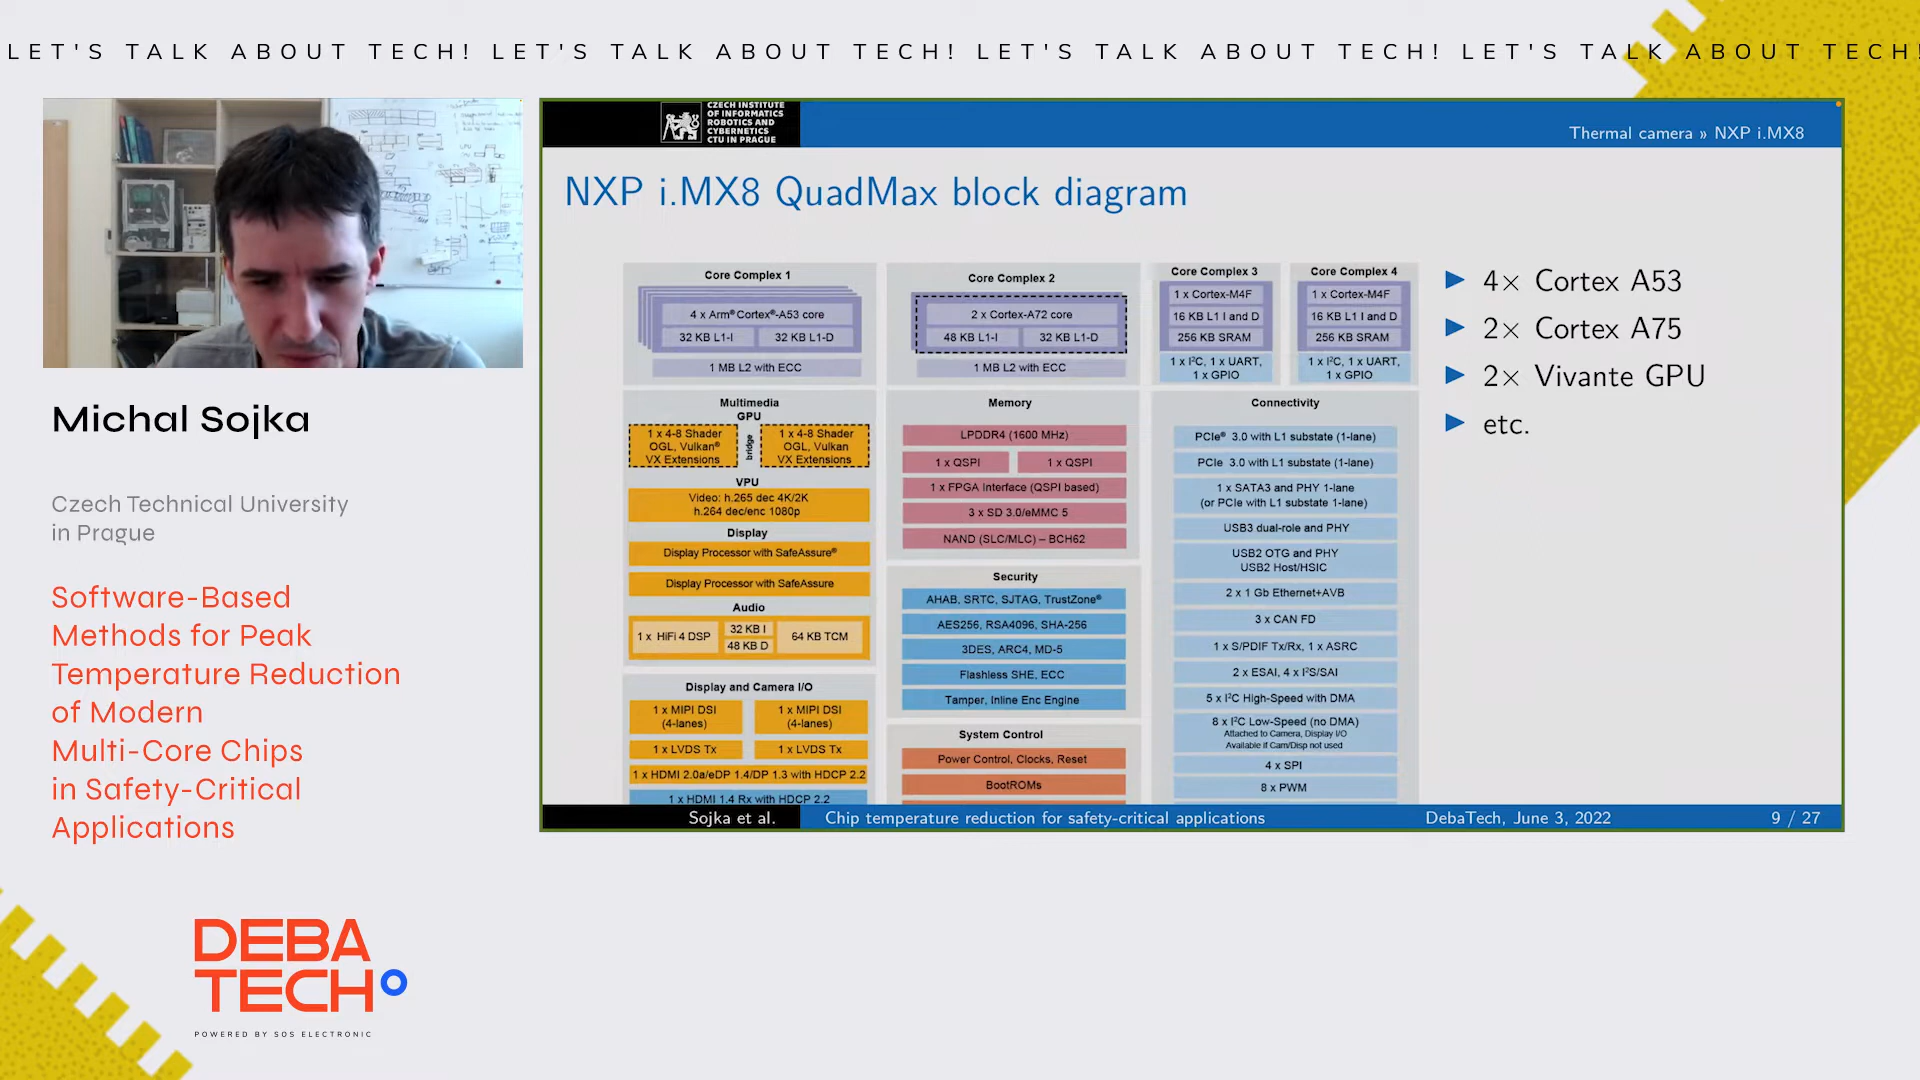 LET'S TALK ABOUT TECH! LET'S TALK ABOUT TECH! LET'S TALK ABOUT TECH! LET'S TALK ABOUT TECH!
Michal Sojka
Czech Technical University
in Prague
Software-Based
Methods for Peak
Temperature Reduction
of Modern
Multi-Core Chips
in Safety-Critical
Applications
DEBA
TECH
POWERED BY SOS ELECTRONIC
CZECH INSTITUTE
OF INFORMATICS
ROBOTICS AND
CYBERNETICS
CTU IN PRAGUE
Thermal camera » NXP i.MX8
NXP i.MX8 QuadMax block diagram
Core Complex 1
4 x Arm® Cortex®-A53 core
32 KB L1-I 32 KB L1-D
1 MB L2 with ECC
Core Complex 2
2 x Cortex-A72 core
48 KB L1-I 32 KB L1-D
1 MB L2 with ECC
Core Complex 3
1 x Cortex-M4F
16 KB L1 I and D
256 KB SRAM
1 x I²C, 1 x UART,
1 x GPIO
Core Complex 4
1 x Cortex-M4F
16 KB L1 I and D
256 KB SRAM
1 x I²C, 1 x UART,
1 x GPIO
Multimedia
GPU
1 x 4-8 Shader
OGL, Vulkan®
VX Extensions
bridge
1 x 4-8 Shader
OGL, Vulkan
VX Extensions
VPU
Video: h.265 dec 4K/2K
h.264 dec/enc 1080p
Display
Display Processor with SafeAssure®
Display Processor with SafeAssure
Audio
1 x HiFi 4 DSP
32 KB I
48 KB D
64 KB TCM
Display and Camera I/O
1 x MIPI DSI
(4-lanes)
1 x MIPI DSI
(4-lanes)
1 x LVDS Tx 1 x LVDS Tx
1 x HDMI 2.0a/eDP 1.4/DP 1.3 with HDCP 2.2
1 x HDMI 1.4 Rx with HDCP 2.2
Memory
LPDDR4 (1600 MHz)
1 x QSPI 1 x QSPI
1 x FPGA Interface (QSPI based)
3 x SD 3.0/eMMC 5
NAND (SLC/MLC) – BCH62
Security
AHAB, SRTC, SJTAG, TrustZone®
AES256, RSA4096, SHA-256
3DES, ARC4, MD-5
Flashless SHE, ECC
Tamper, Inline Enc Engine
System Control
Power Control, Clocks, Reset
BootROMs
Connectivity
PCIe® 3.0 with L1 substate (1-lane)
PCIe 3.0 with L1 substate (1-lane)
1 x SATA3 and PHY 1-lane
(or PCIe with L1 substate 1-lane)
USB3 dual-role and PHY
USB2 OTG and PHY
USB2 Host/HSIC
2 x 1 Gb Ethernet+AVB
3 x CAN FD
1 x S/PDIF Tx/Rx, 1 x ASRC
2 x ESAI, 4 x I²S/SAI
5 x I²C High-Speed with DMA
8 x I²C Low-Speed (no DMA)
Attached to Camera, Display I/O
Available if Cam/Disp not used
4 x SPI
8 x PWM
4× Cortex A53
2× Cortex A75
2× Vivante GPU
etc.
Sojka et al.
Chip temperature reduction for safety-critical applications
DebaTech, June 3, 2022
9 / 27